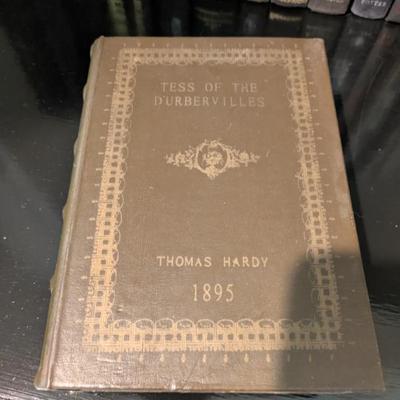 TESS OF THE
D'URBERVILLES
THOMAS HARDY
1895